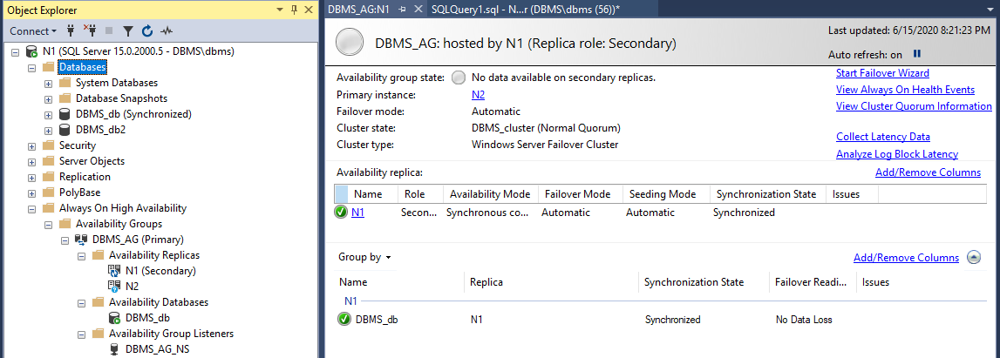 Object Explorer
Connect
N1 (SQL Server 15.0.2000.5 - DBMS\dbms)
Databases
System Databases
Database Snapshots
DBMS_db (Synchronized)
DBMS_db2
Security
Server Objects
Replication
PolyBase
Always On High Availability
Availability Groups
DBMS_AG (Primary)
Availability Replicas
N1 (Secondary)
N2
Availability Databases
DBMS_db
Availability Group Listeners
DBMS_AG_NS
DBMS_AG:N1
SQLQuery1.sql - N...r (DBMS\dbms (56))*
DBMS_AG: hosted by N1 (Replica role: Secondary)
Last updated: 6/15/2020 8:21:23 PM
Auto refresh: on
Availability group state: No data available on secondary replicas.
Primary instance: N2
Failover mode: Automatic
Cluster state: DBMS_cluster (Normal Quorum)
Cluster type: Windows Server Failover Cluster
Start Failover Wizard
View Always On Health Events
View Cluster Quorum Information
Collect Latency Data
Analyze Log Block Latency
Availability replica: Add/Remove Columns
Name Role Availability Mode Failover Mode Seeding Mode Synchronization State Issues
N1 Secon... Synchronous co... Automatic Automatic Synchronized
Group by Add/Remove Columns
Name Replica Synchronization State Failover Readi... Issues
N1
DBMS_db N1 Synchronized No Data Loss